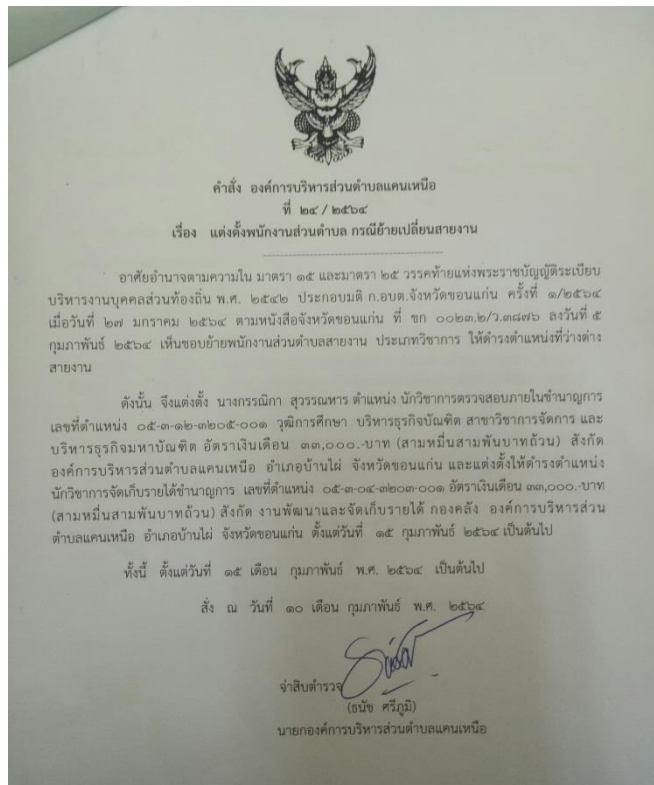 คำสั่ง องค์การบริหารส่วนตำบลแคนเหนือ
ที่ ๒๔ / ๒๕๖๔
เรื่อง แต่งตั้งพนักงานส่วนตำบล กรณีย้ายเปลี่ยนสายงาน
อาศัยอำนาจตามความใน มาตรา ๑๕ และมาตรา ๒๕ วรรคท้ายแห่งพระราชบัญญัติระเบียบ
บริหารงานบุคคลส่วนท้องถิ่น พ.ศ. ๒๕๔๒ ประกอบมติ ก.อบต.จังหวัดขอนแก่น ครั้งที่ ๑/๒๕๖๔
เมื่อวันที่ ๒๗ มกราคม ๒๕๖๔ ตามหนังสือจังหวัดขอนแก่น ที่ ขก ๐๐๒๓.๒/ว.๓๘๗๖ ลงวันที่ ๕
กุมภาพันธ์ ๒๕๖๔ เห็นชอบย้ายพนักงานส่วนตำบลสายงาน ประเภทวิชาการ ให้ดำรงตำแหน่งที่ว่างต่าง
สายงาน
ดังนั้น จึงแต่งตั้ง นางกรรณิกา สุวรรณหาร ตำแหน่ง นักวิชาการตรวจสอบภายในชำนาญการ
เลขที่ตำแหน่ง ๐๕-๓-๑๒-๓๒๐๕-๐๐๑ วุฒิการศึกษา บริหารธุรกิจบัณฑิต สาขาวิชาการจัดการ และ
บริหารธุรกิจมหาบัณฑิต อัตราเงินเดือน ๓๓,๐๐๐.-บาท (สามหมื่นสามพันบาทถ้วน) สังกัด
องค์การบริหารส่วนตำบลแคนเหนือ อำเภอบ้านไผ่ จังหวัดขอนแก่น และแต่งตั้งให้ดำรงตำแหน่ง
นักวิชาการจัดเก็บรายได้ชำนาญการ เลขที่ตำแหน่ง ๐๕-๓-๐๔-๓๒๐๓-๐๐๑ อัตราเงินเดือน ๓๓,๐๐๐.-บาท
(สามหมื่นสามพันบาทถ้วน) สังกัด งานพัฒนาและจัดเก็บรายได้ กองคลัง องค์การบริหารส่วน
ตำบลแคนเหนือ อำเภอบ้านไผ่ จังหวัดขอนแก่น ตั้งแต่วันที่ ๑๕ กุมภาพันธ์ ๒๕๖๔ เป็นต้นไป
ทั้งนี้ ตั้งแต่วันที่ ๑๕ เดือน กุมภาพันธ์ พ.ศ. ๒๕๖๔ เป็นต้นไป
สั่ง ณ วันที่ ๑๐ เดือน กุมภาพันธ์ พ.ศ. ๒๕๖๔
จ่าสิบตำรวจ
(ธนัช ศรีภูมิ)
นายกองค์การบริหารส่วนตำบลแคนเหนือ